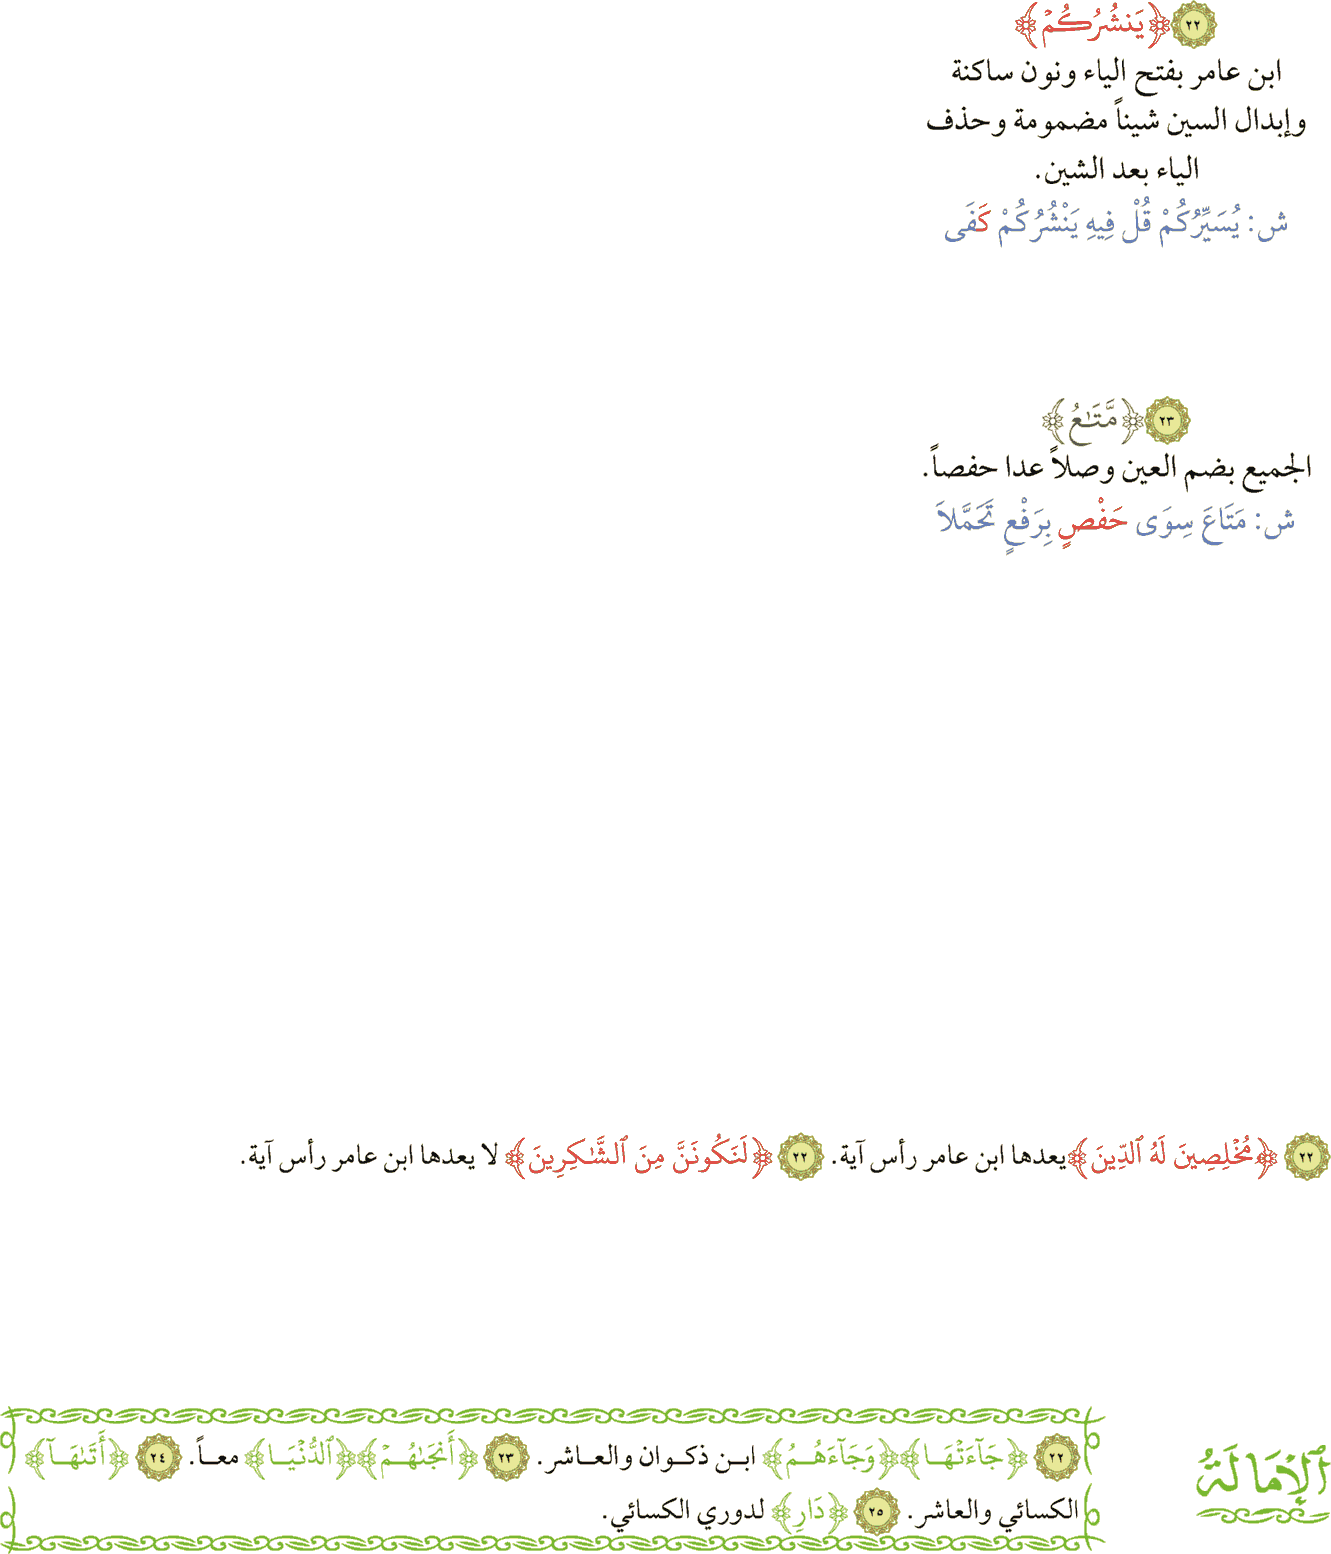 ٢٢ ﴿يَنشُرُكُمْ﴾
ابن عامر بفتح الياء ونون ساكنة
وإبدال السين شيناً مضمومة وحذف
الياء بعد الشين.
ش: يُسَيِّرُكُمْ قُلْ فِيهِ يَنْشُرُكُمْ كَفَى
٢٣ ﴿مَّتَـٰعُ﴾
الجميع بضم العين وصلاً عدا حفصاً.
ش: مَتَاعَ سِوَى حَفْصٍ بِرَفْعٍ تَحَمَّلاَ
٢٢ ﴿مُخْلِصِينَ لَهُ ٱلدِّينَ﴾ يعدها ابن عامر رأس آية. ٢٢ ﴿لَنَكُونَنَّ مِنَ ٱلشَّـٰكِرِينَ﴾ لا يعدها ابن عامر رأس آية.
ٱلْإِمَالَةُ
٢٢ ﴿جَآءَتْهَا﴾ ﴿وَجَآءَهُمُ﴾ ابن ذكوان والعاشر. ٢٣ ﴿أَنجَىٰهُمْ﴾ ﴿ٱلدُّنْيَا﴾ معاً. ٢٤ ﴿أَتَىٰهَآ﴾
الكسائي والعاشر. ٢٥ ﴿دَارِ﴾ لدوري الكسائي.